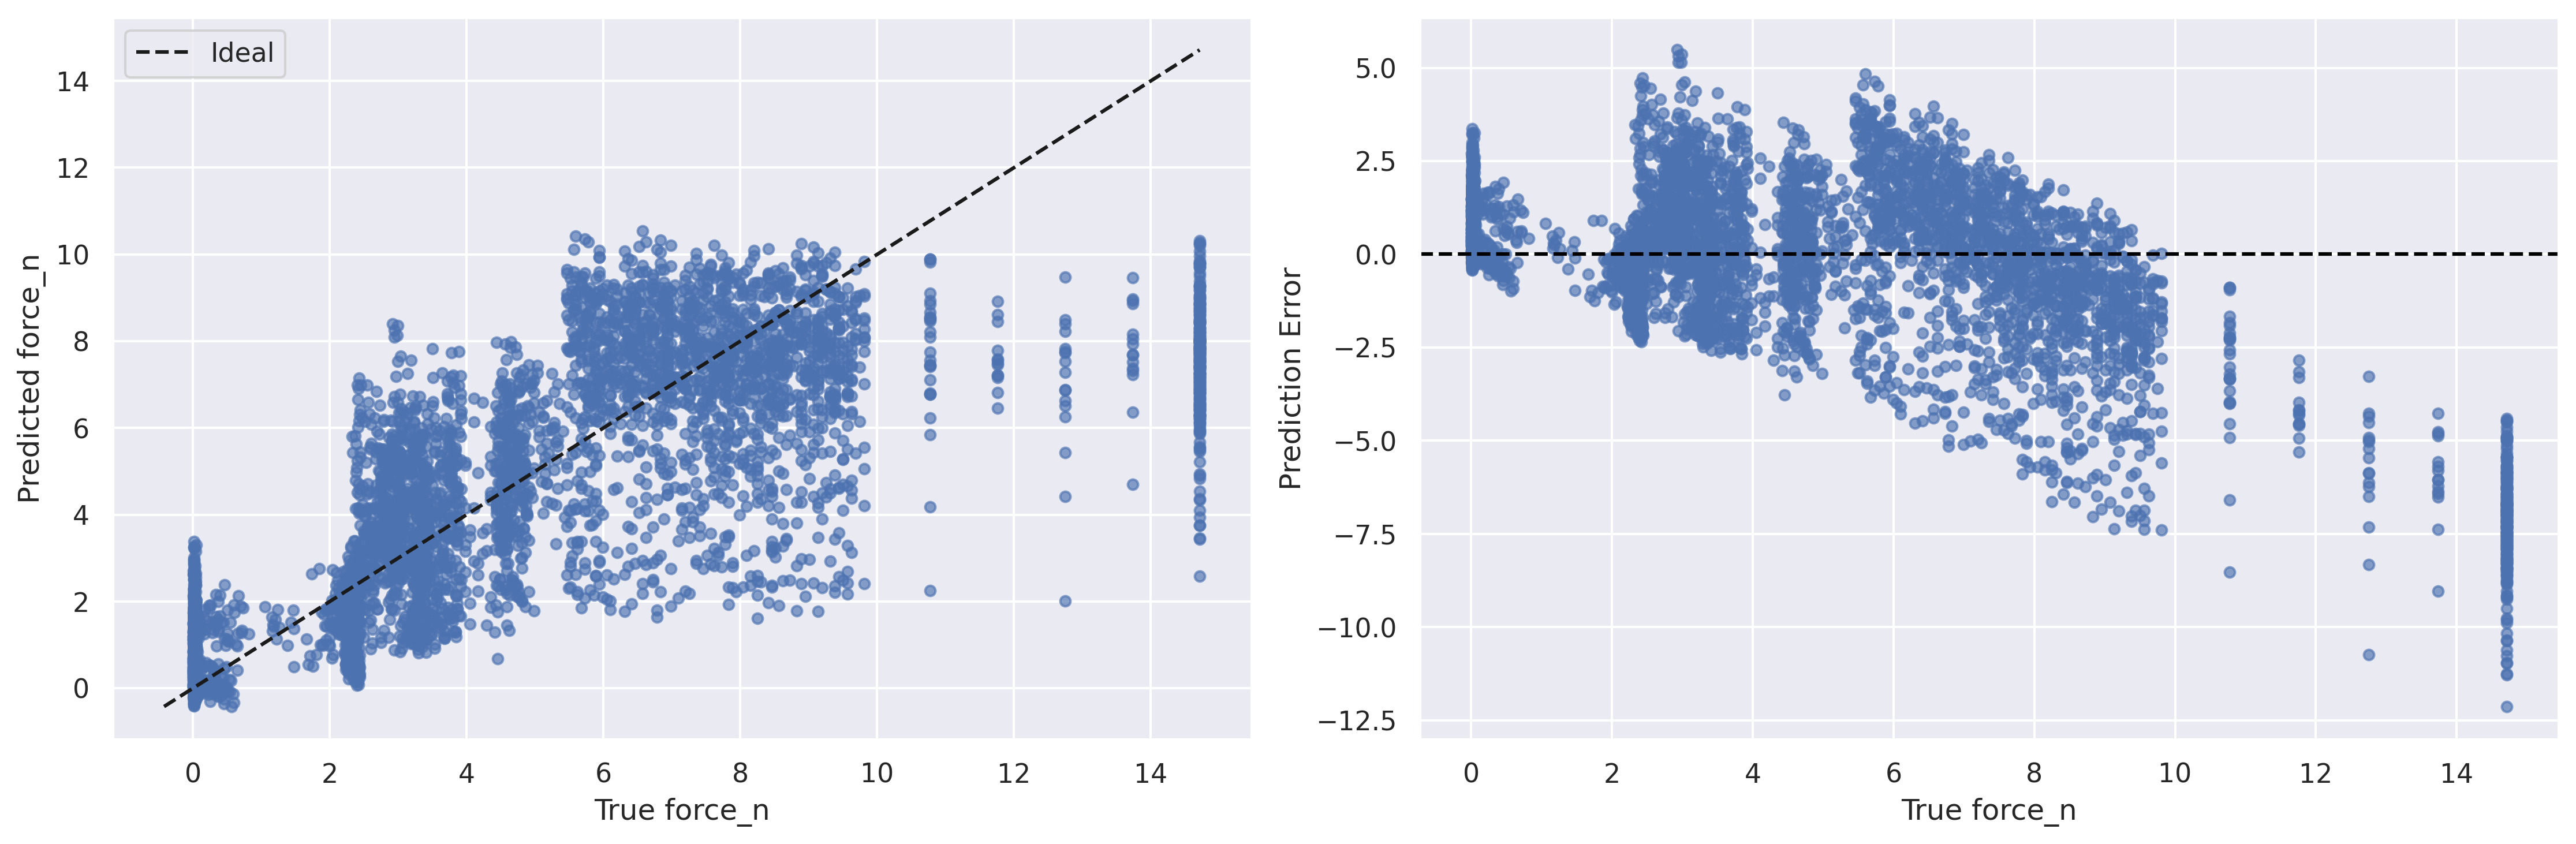 Ideal
14
12
10
8
6
4
2
0
Predicted force_n
0 2 4 6 8 10 12 14
True force_n
5.0
2.5
0.0
−2.5
−5.0
−7.5
−10.0
−12.5
Prediction Error
0 2 4 6 8 10 12 14
True force_n